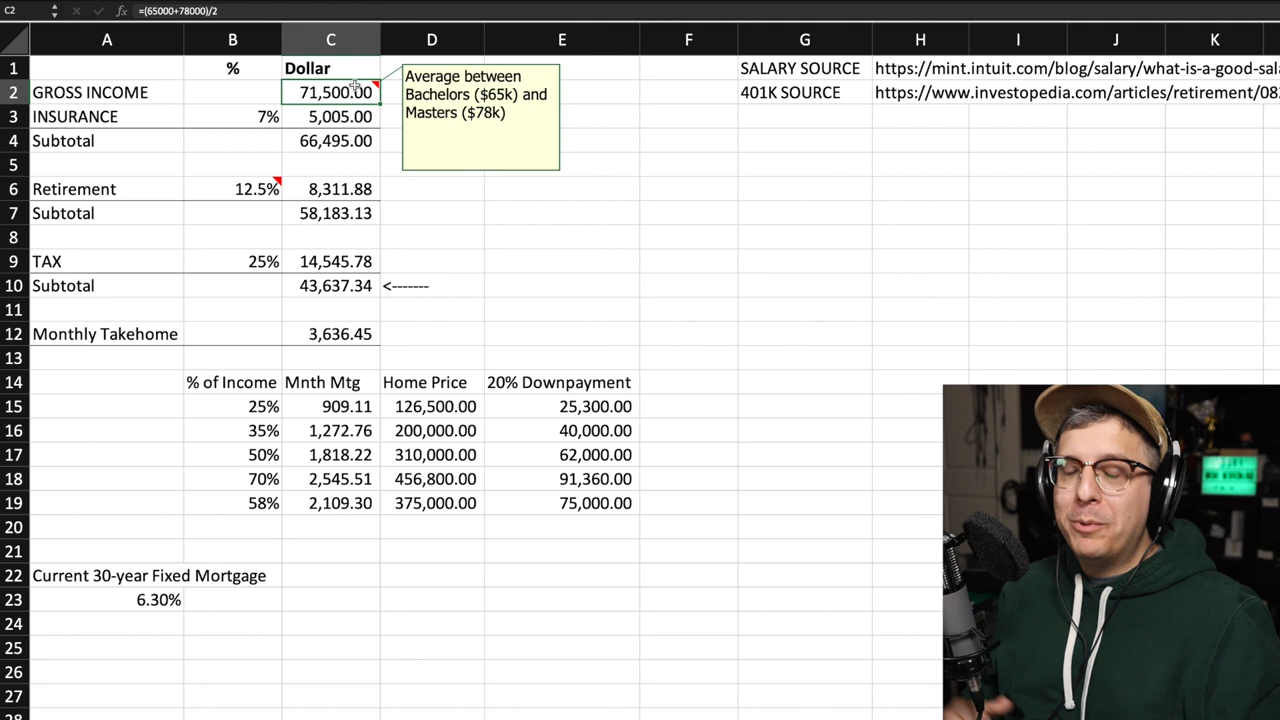 C2 fx =(65000+78000)/2
A B C D E F G H I J K
1 % Dollar SALARY SOURCE https://mint.intuit.com/blog/salary/what-is-a-good-sal
2 GROSS INCOME 71,500.00 401K SOURCE https://www.investopedia.com/articles/retirement/08
Average between
Bachelors ($65k) and
Masters ($78k)
3 INSURANCE 7% 5,005.00
4 Subtotal 66,495.00
5
6 Retirement 12.5% 8,311.88
7 Subtotal 58,183.13
8
9 TAX 25% 14,545.78
10 Subtotal 43,637.34 <-------
11
12 Monthly Takehome 3,636.45
13
14 % of Income Mnth Mtg Home Price 20% Downpayment
15 25% 909.11 126,500.00 25,300.00
16 35% 1,272.76 200,000.00 40,000.00
17 50% 1,818.22 310,000.00 62,000.00
18 70% 2,545.51 456,800.00 91,360.00
19 58% 2,109.30 375,000.00 75,000.00
20
21
22 Current 30-year Fixed Mortgage
23 6.30%
24
25
26
27
28